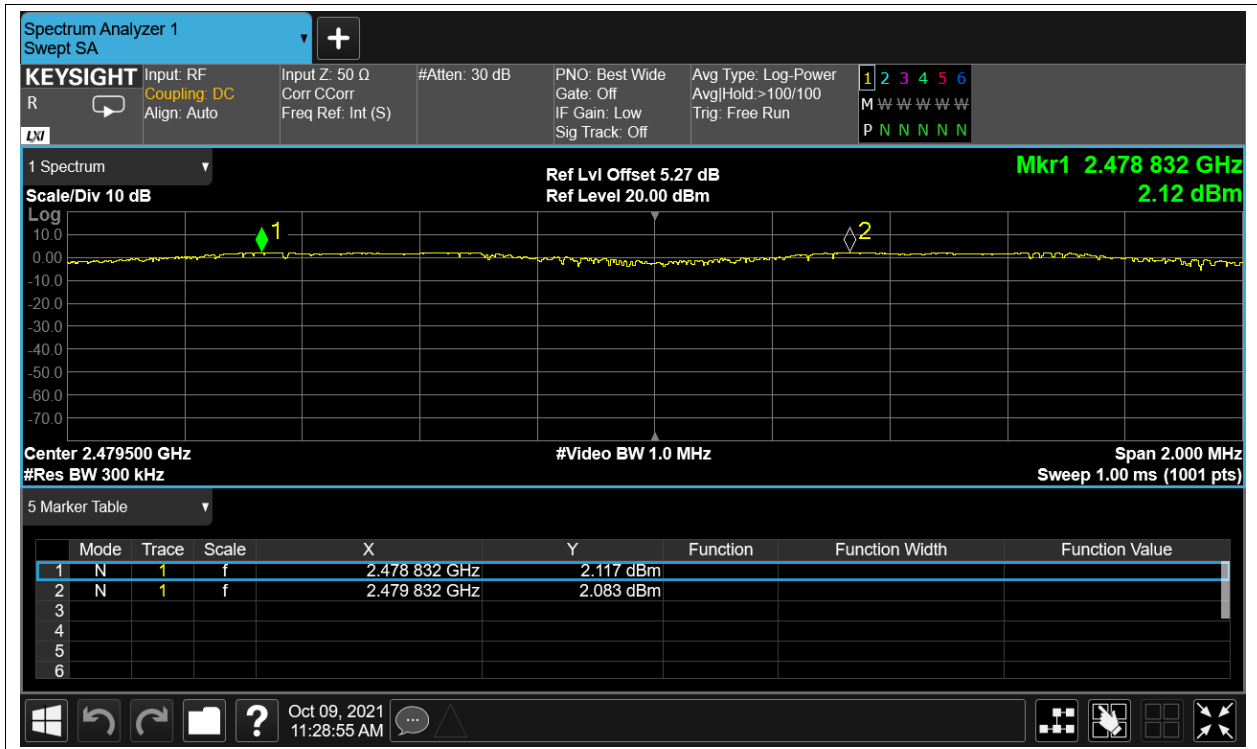 Spectrum Analyzer 1
Swept SA
KEYSIGHT
R
LXI
Input: RF
Coupling: DC
Align: Auto
Input Z: 50 Ω
Corr CCorr
Freq Ref: Int (S)
#Atten: 30 dB
PNO: Best Wide
Gate: Off
IF Gain: Low
Sig Track: Off
Avg Type: Log-Power
Avg|Hold:>100/100
Trig: Free Run
1 2 3 4 5 6
M W W W W W
P N N N N N
1 Spectrum
Scale/Div 10 dB
Ref Lvl Offset 5.27 dB
Ref Level 20.00 dBm
Mkr1 2.478 832 GHz
2.12 dBm
Log
10.0
0.00
-10.0
-20.0
-30.0
-40.0
-50.0
-60.0
-70.0
1
2
Center 2.479500 GHz
#Video BW 1.0 MHz
Span 2.000 MHz
#Res BW 300 kHz
Sweep 1.00 ms (1001 pts)
5 Marker Table
Mode Trace Scale X Y Function Function Width Function Value
1 N 1 f 2.478 832 GHz 2.117 dBm
2 N 1 f 2.479 832 GHz 2.083 dBm
3
4
5
6
?
Oct 09, 2021
11:28:55 AM